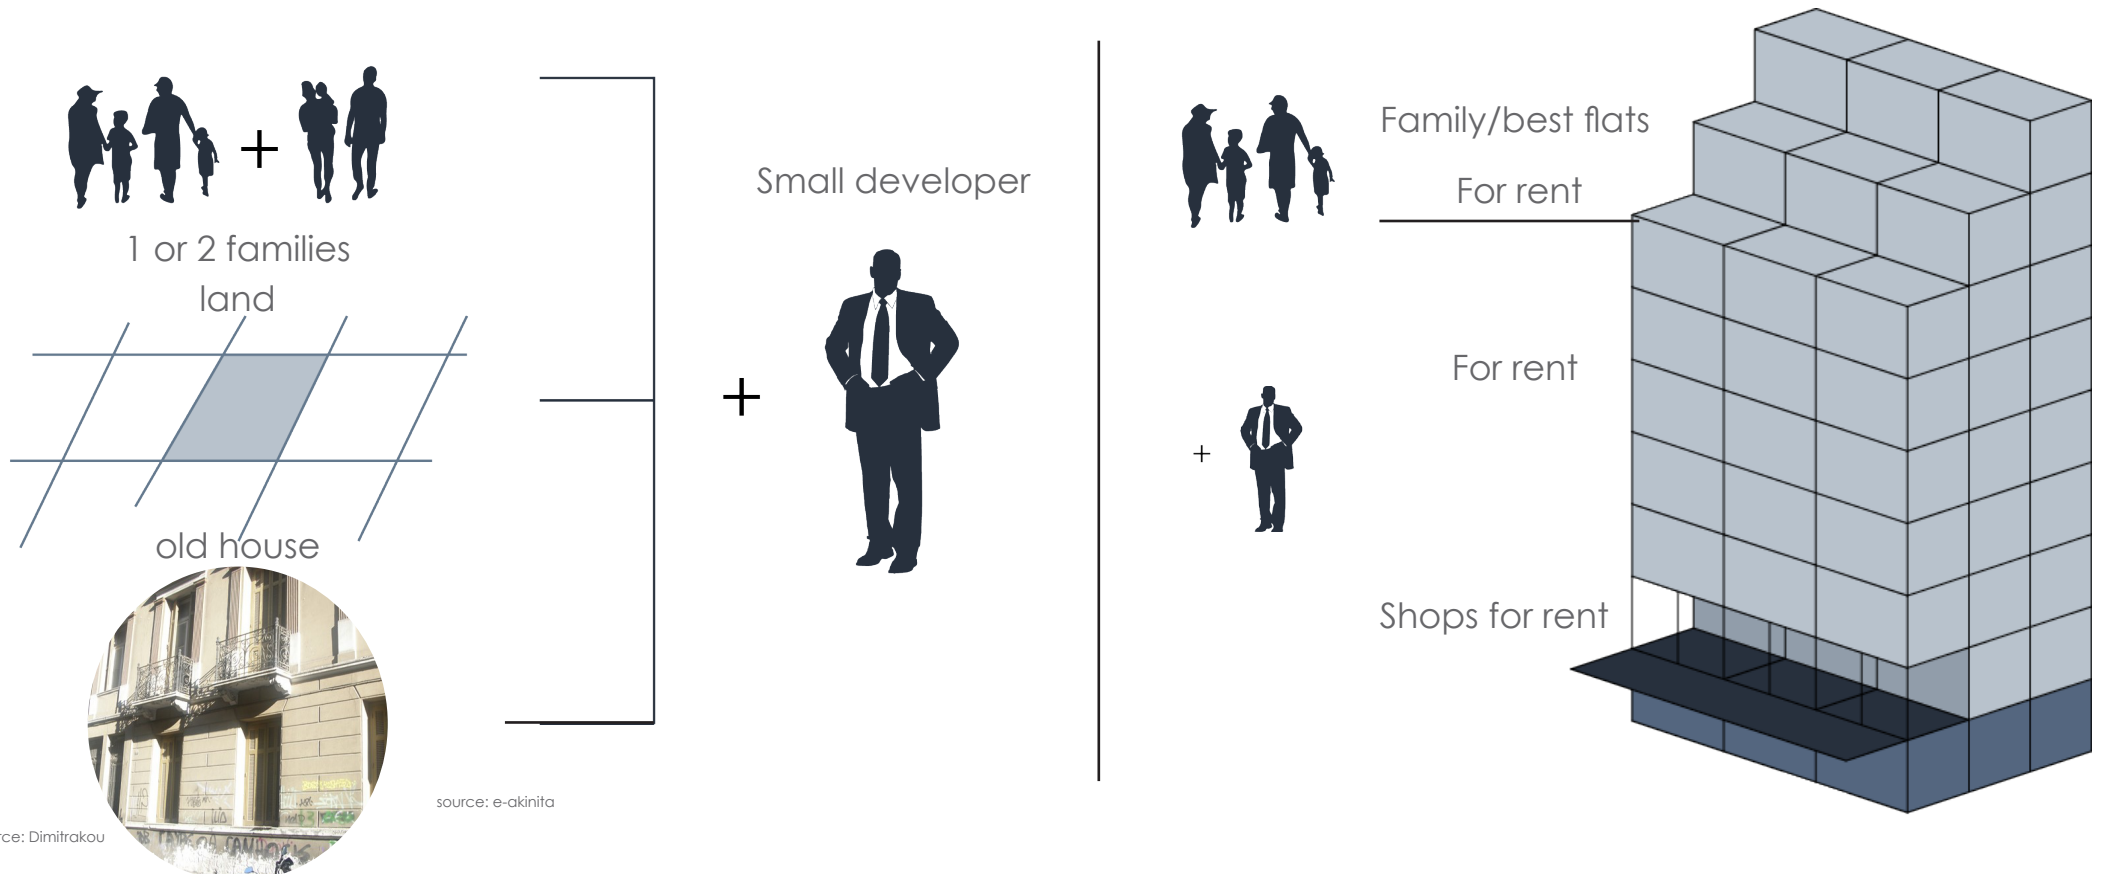 1 or 2 families
land
old house
source: e-akinita
rce: Dimitrakou
+
+
Small developer
+
Family/best flats
For rent
For rent
Shops for rent